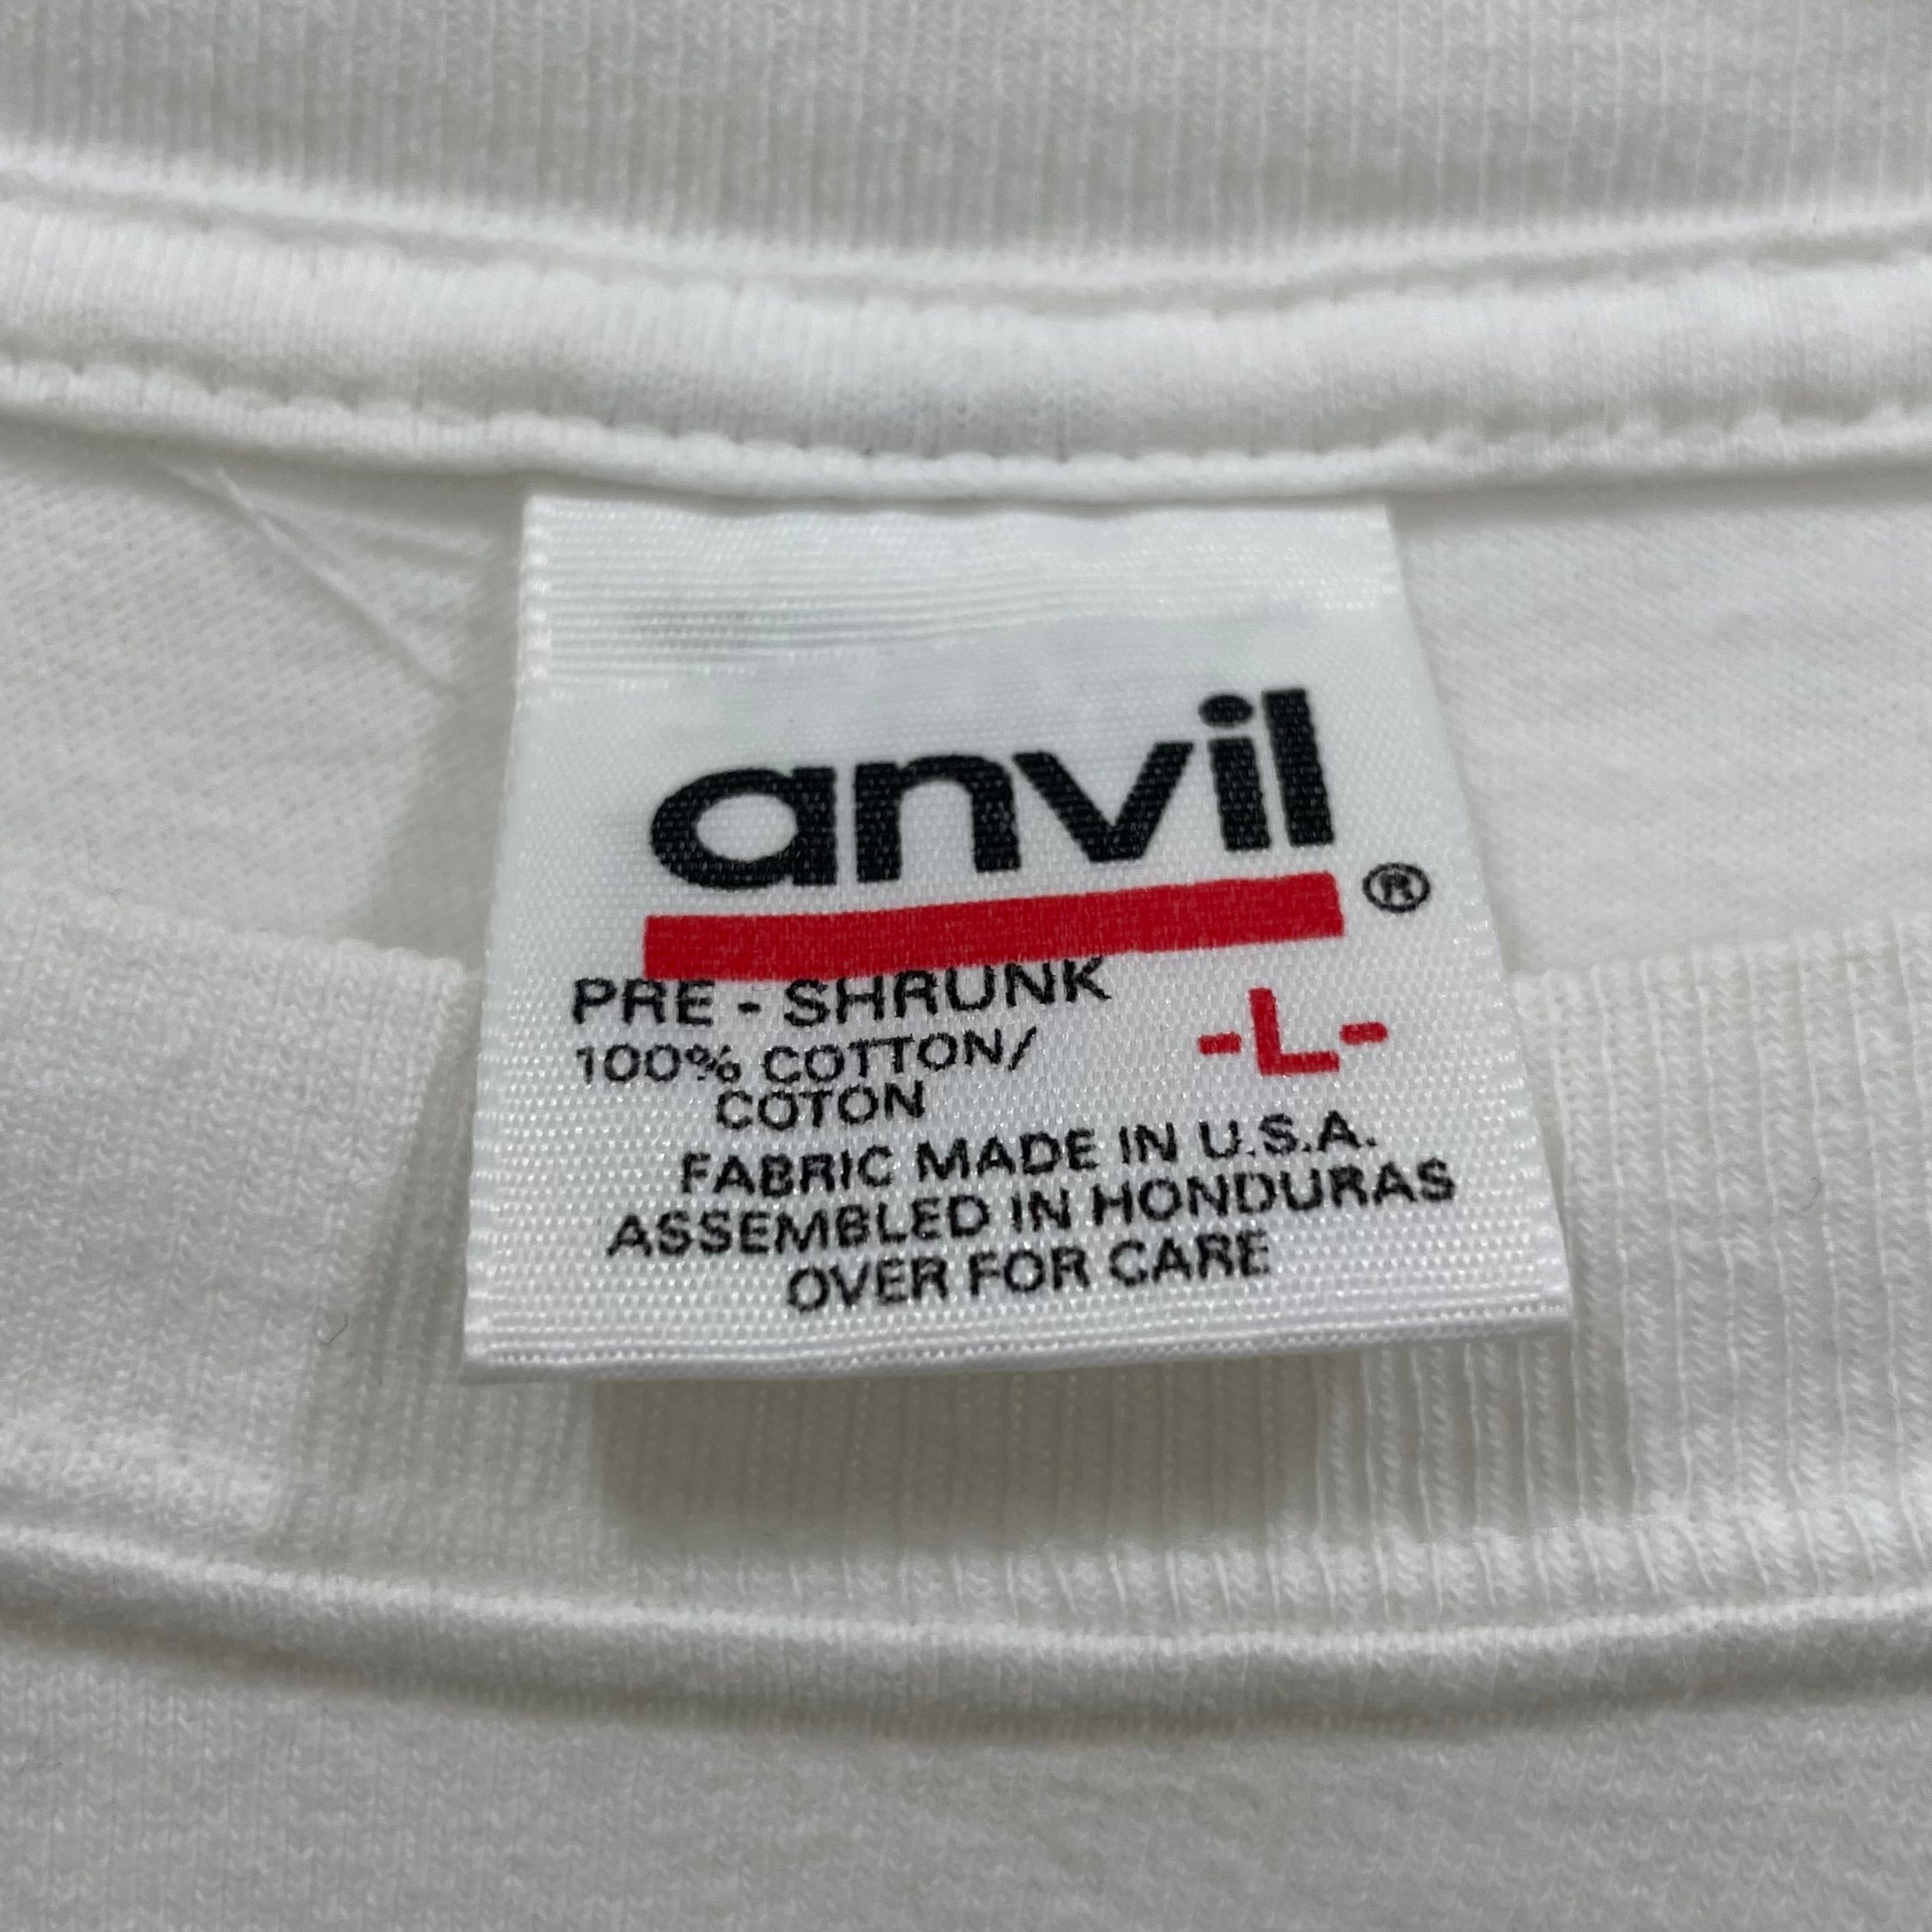 anvil®
PRE - SHRUNK
100% COTTON/
COTON
-L-
FABRIC MADE IN U.S.A.
ASSEMBLED IN HONDURAS
OVER FOR CARE